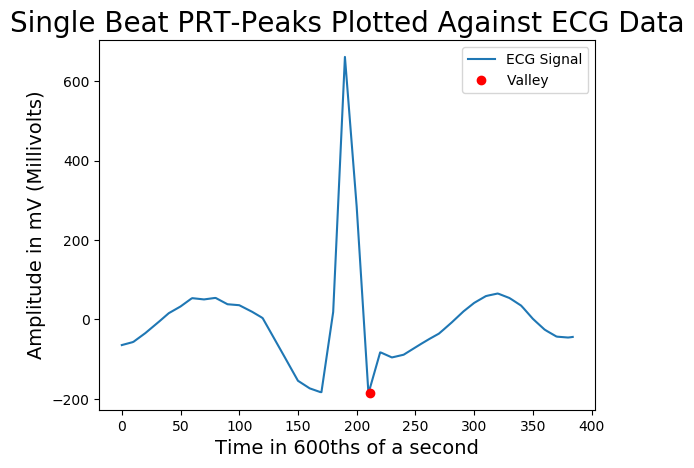 Single Beat PRT-Peaks Plotted Against ECG Data
ECG Signal
Valley
Amplitude in mV (Millivolts)
600
400
200
0
−200
0 50 100 150 200 250 300 350 400
Time in 600ths of a second